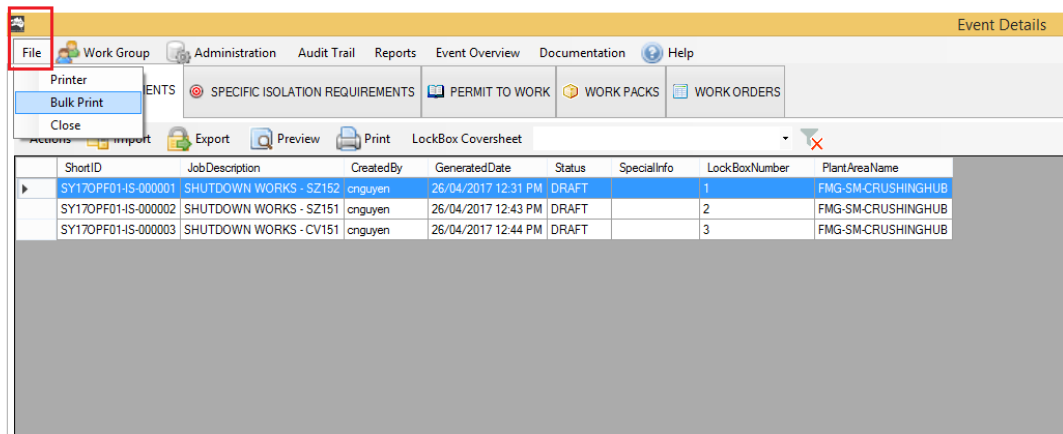 Event Details
File Work Group Administration Audit Trail Reports Event Overview Documentation Help
Printer
Bulk Print
Close
ENTS SPECIFIC ISOLATION REQUIREMENTS PERMIT TO WORK WORK PACKS WORK ORDERS
Actions Import Export Preview Print LockBox Coversheet
ShortID JobDescription CreatedBy GeneratedDate Status SpecialInfo LockBoxNumber PlantAreaName
SY17OPF01-IS-000001 SHUTDOWN WORKS - SZ152 cnguyen 26/04/2017 12:31 PM DRAFT 1 FMG-SM-CRUSHINGHUB
SY17OPF01-IS-000002 SHUTDOWN WORKS - SZ151 cnguyen 26/04/2017 12:43 PM DRAFT 2 FMG-SM-CRUSHINGHUB
SY17OPF01-IS-000003 SHUTDOWN WORKS - CV151 cnguyen 26/04/2017 12:44 PM DRAFT 3 FMG-SM-CRUSHINGHUB